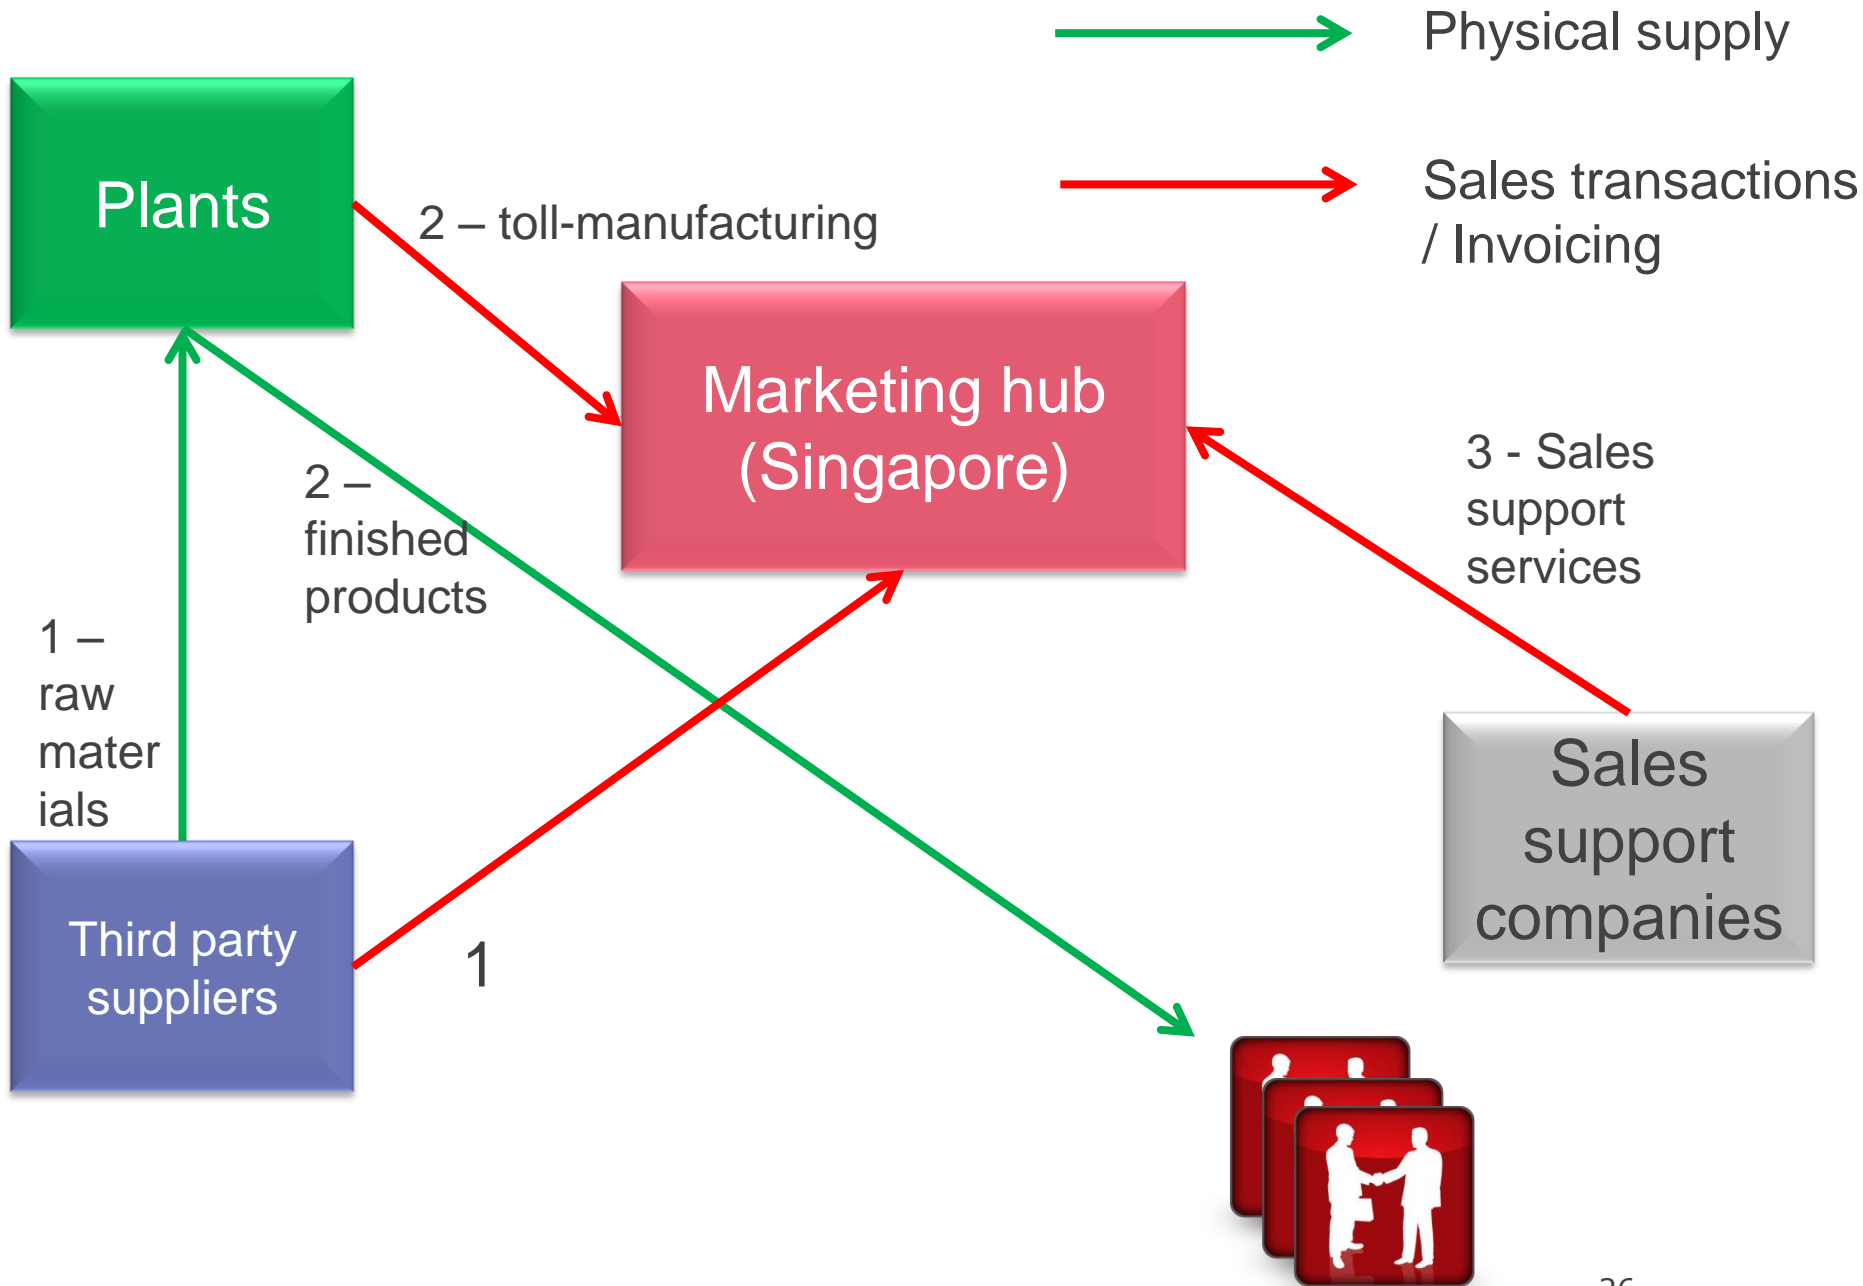 Physical supply
Sales transactions
/ Invoicing
Plants
2 – toll-manufacturing
Marketing hub
(Singapore)
3 - Sales
support
services
2 –
finished
products
1 –
raw
mater
ials
Sales
support
companies
Third party
suppliers
1